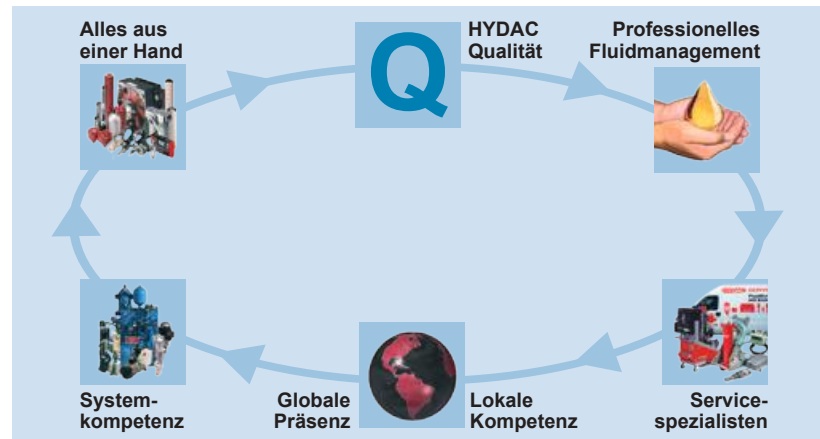 Alles aus
einer Hand
Q
HYDAC
Qualität
Professionelles
Fluidmanagement
System-
kompetenz
Globale
Präsenz
Lokale
Kompetenz
Service-
spezialisten